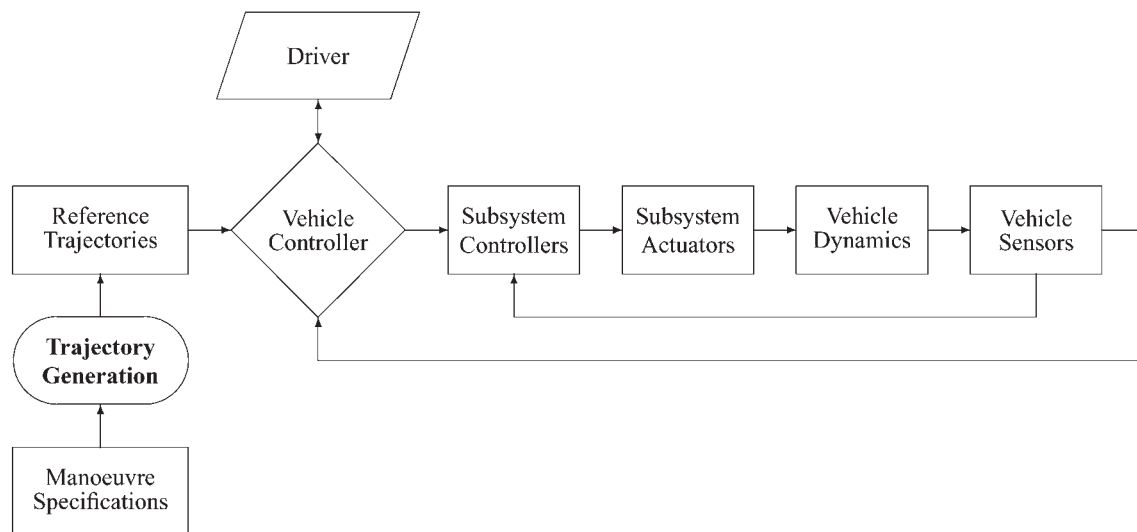 Driver
Reference
Trajectories
Vehicle
Controller
Subsystem
Controllers
Subsystem
Actuators
Vehicle
Dynamics
Vehicle
Sensors
Trajectory
Generation
Manoeuvre
Specifications